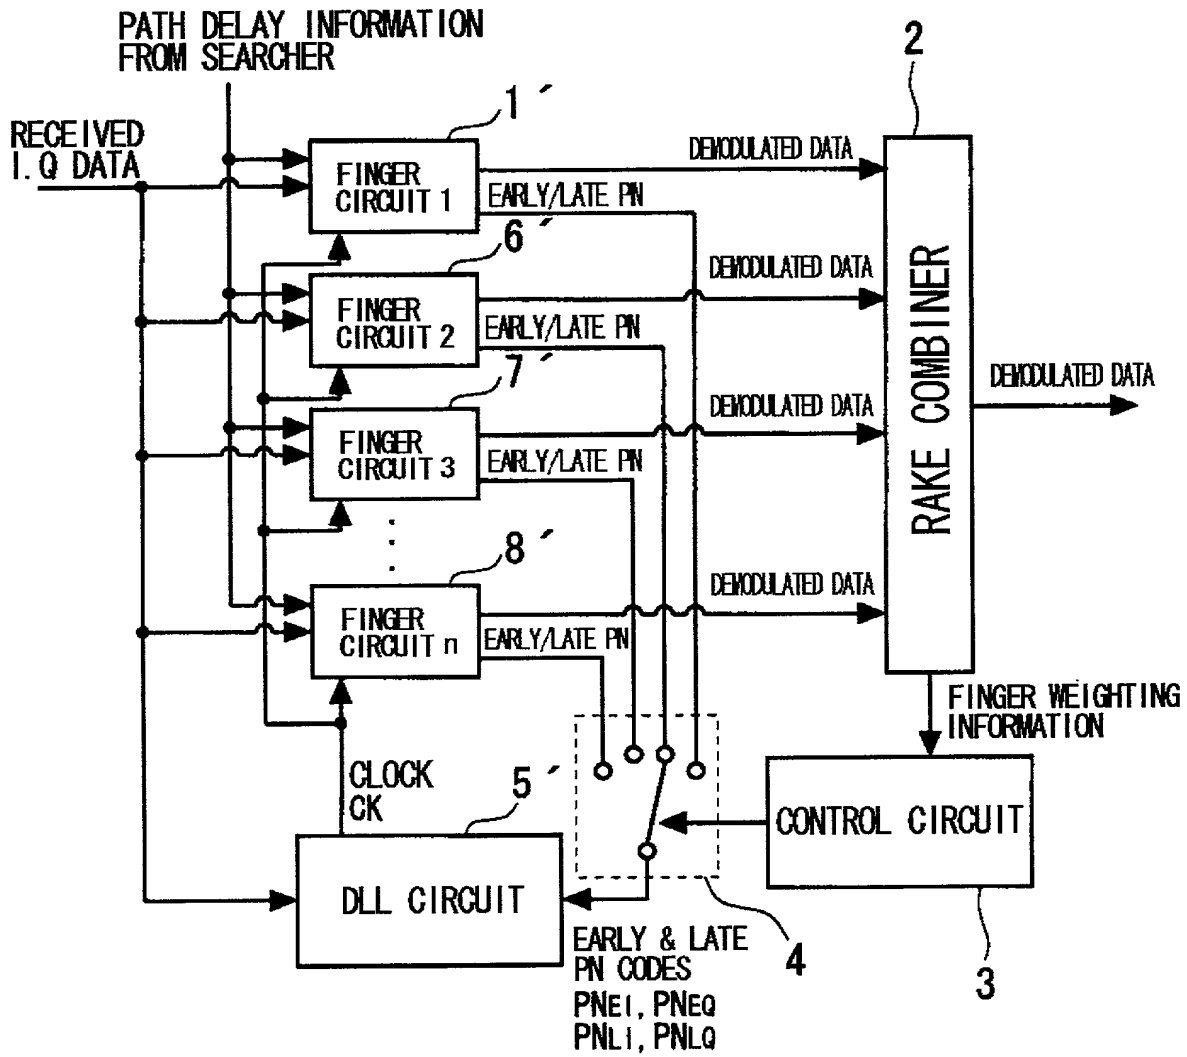 PATH DELAY INFORMATION
FROM SEARCHER
RECEIVED
I.Q DATA
1´
FINGER
CIRCUIT 1
DEMODULATED DATA
EARLY/LATE PN
2
6´
FINGER
CIRCUIT 2
DEMODULATED DATA
EARLY/LATE PN
RAKE COMBINER
DEMODULATED DATA
7´
FINGER
CIRCUIT 3
DEMODULATED DATA
EARLY/LATE PN
8´
FINGER
CIRCUIT n
DEMODULATED DATA
EARLY/LATE PN
FINGER WEIGHTING
INFORMATION
CLOCK
CK
5´
DLL CIRCUIT
CONTROL CIRCUIT
4
3
EARLY & LATE
PN CODES
PNEI, PNEQ
PNLI, PNLQ